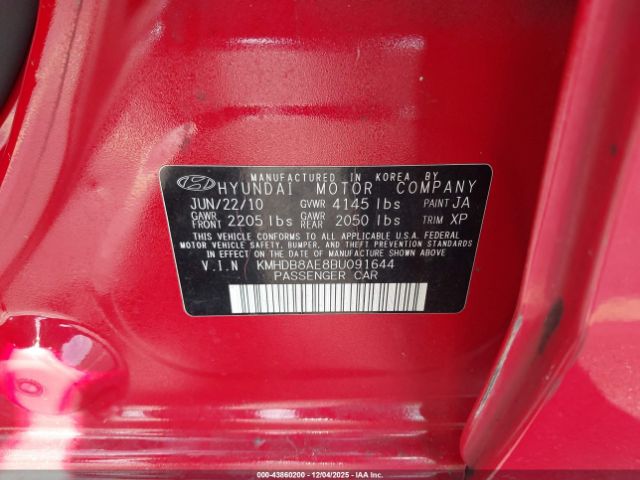 MANUFACTURED IN KOREA BY
HYUNDAI MOTOR COMPANY
JUN/22/10 GVWR 4145 lbs PAINT JA
GAWR FRONT 2205 lbs GAWR REAR 2050 lbs TRIM XP
THIS VEHICLE CONFORMS TO ALL APPLICABLE U.S.A. FEDERAL
MOTOR VEHICLE SAFETY, BUMPER, AND THEFT PREVENTION STANDARDS
IN EFFECT ON THE DATE OF MANUFACTURE SHOWN ABOVE
V.I.N KMHDB8AE8BU091644
PASSENGER CAR
000-43860200 - 12/04/2025 - IAAI.com